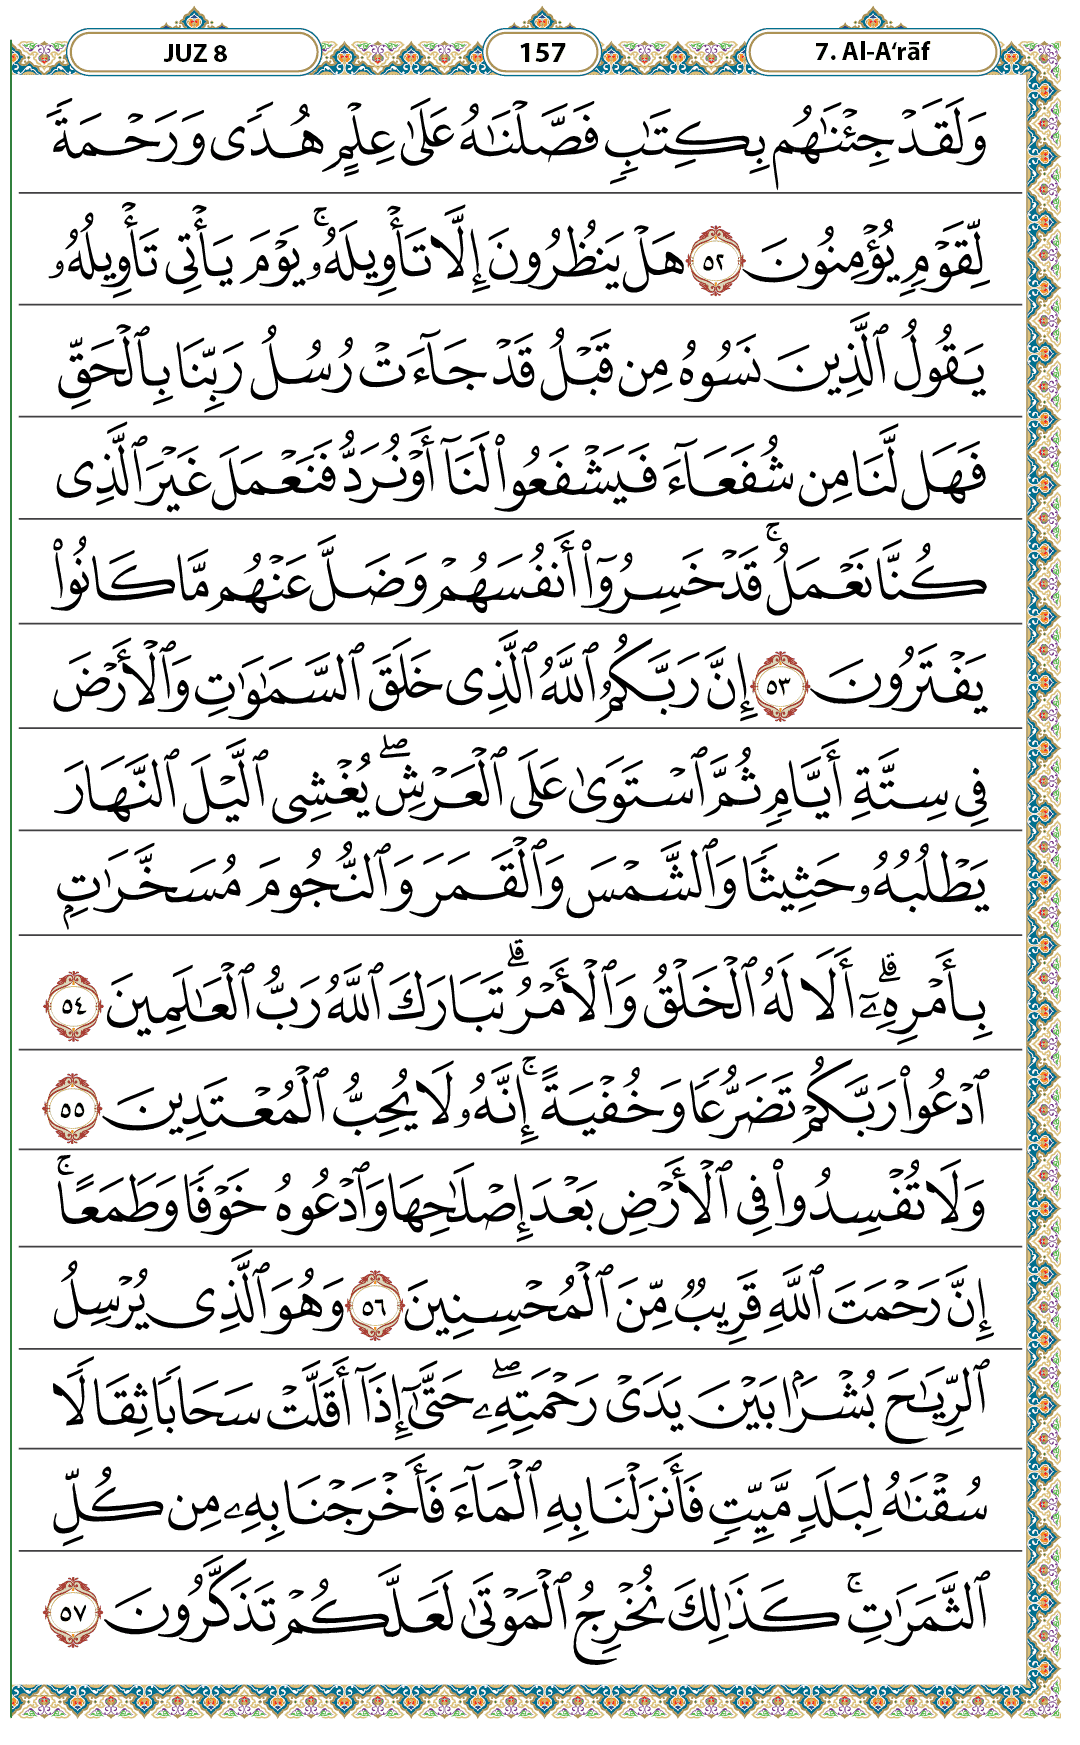 JUZ 8 157 7. Al-A‘rāf
وَلَقَدْ جِئْنَـٰهُم بِكِتَـٰبٍ فَصَّلْنَـٰهُ عَلَىٰ عِلْمٍ هُدًى وَرَحْمَةً
لِّقَوْمٍ يُؤْمِنُونَ ٥٢ هَلْ يَنظُرُونَ إِلَّا تَأْوِيلَهُۥ ۚ يَوْمَ يَأْتِى تَأْوِيلُهُۥ
يَقُولُ ٱلَّذِينَ نَسُوهُ مِن قَبْلُ قَدْ جَآءَتْ رُسُلُ رَبِّنَا بِٱلْحَقِّ
فَهَل لَّنَا مِن شُفَعَآءَ فَيَشْفَعُوا۟ لَنَآ أَوْ نُرَدُّ فَنَعْمَلَ غَيْرَ ٱلَّذِى
كُنَّا نَعْمَلُ ۚ قَدْ خَسِرُوٓا۟ أَنفُسَهُمْ وَضَلَّ عَنْهُم مَّا كَانُوا۟
يَفْتَرُونَ ٥٣ إِنَّ رَبَّكُمُ ٱللَّهُ ٱلَّذِى خَلَقَ ٱلسَّمَـٰوَٰتِ وَٱلْأَرْضَ
فِى سِتَّةِ أَيَّامٍ ثُمَّ ٱسْتَوَىٰ عَلَى ٱلْعَرْشِ ۖ يُغْشِى ٱلَّيْلَ ٱلنَّهَارَ
يَطْلُبُهُۥ حَثِيثًا وَٱلشَّمْسَ وَٱلْقَمَرَ وَٱلنُّجُومَ مُسَخَّرَٰتٍۭ
بِأَمْرِهِۦٓ ۗ أَلَا لَهُ ٱلْخَلْقُ وَٱلْأَمْرُ ۗ تَبَارَكَ ٱللَّهُ رَبُّ ٱلْعَـٰلَمِينَ ٥٤
ٱدْعُوا۟ رَبَّكُمْ تَضَرُّعًا وَخُفْيَةً ۚ إِنَّهُۥ لَا يُحِبُّ ٱلْمُعْتَدِينَ ٥٥
وَلَا تُفْسِدُوا۟ فِى ٱلْأَرْضِ بَعْدَ إِصْلَـٰحِهَا وَٱدْعُوهُ خَوْفًا وَطَمَعًا ۚ
إِنَّ رَحْمَتَ ٱللَّهِ قَرِيبٌ مِّنَ ٱلْمُحْسِنِينَ ٥٦ وَهُوَ ٱلَّذِى يُرْسِلُ
ٱلرِّيَـٰحَ بُشْرًۢا بَيْنَ يَدَىْ رَحْمَتِهِۦ ۖ حَتَّىٰٓ إِذَآ أَقَلَّتْ سَحَابًا ثِقَالًا
سُقْنَـٰهُ لِبَلَدٍ مَّيِّتٍ فَأَنزَلْنَا بِهِ ٱلْمَآءَ فَأَخْرَجْنَا بِهِۦ مِن كُلِّ
ٱلثَّمَرَٰتِ ۚ كَذَٰلِكَ نُخْرِجُ ٱلْمَوْتَىٰ لَعَلَّكُمْ تَذَكَّرُونَ ٥٧